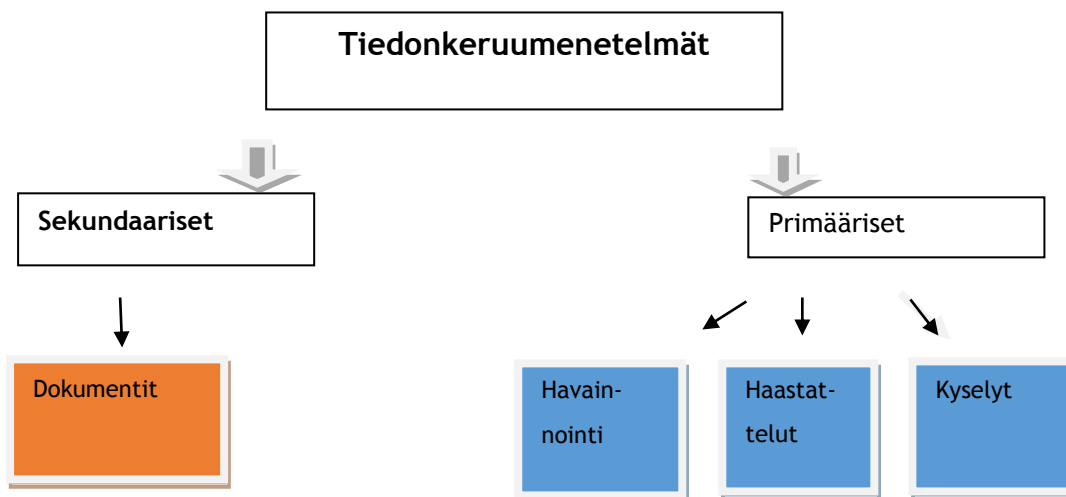 Tiedonkeruumenetelmät
Sekundaariset
Primääriset
Dokumentit
Havain-
nointi
Haastat-
telut
Kyselyt